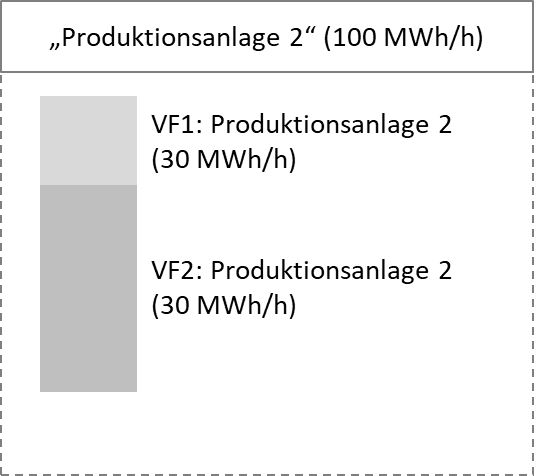 „Produktionsanlage 2“ (100 MWh/h)
VF1: Produktionsanlage 2
(30 MWh/h)
VF2: Produktionsanlage 2
(30 MWh/h)